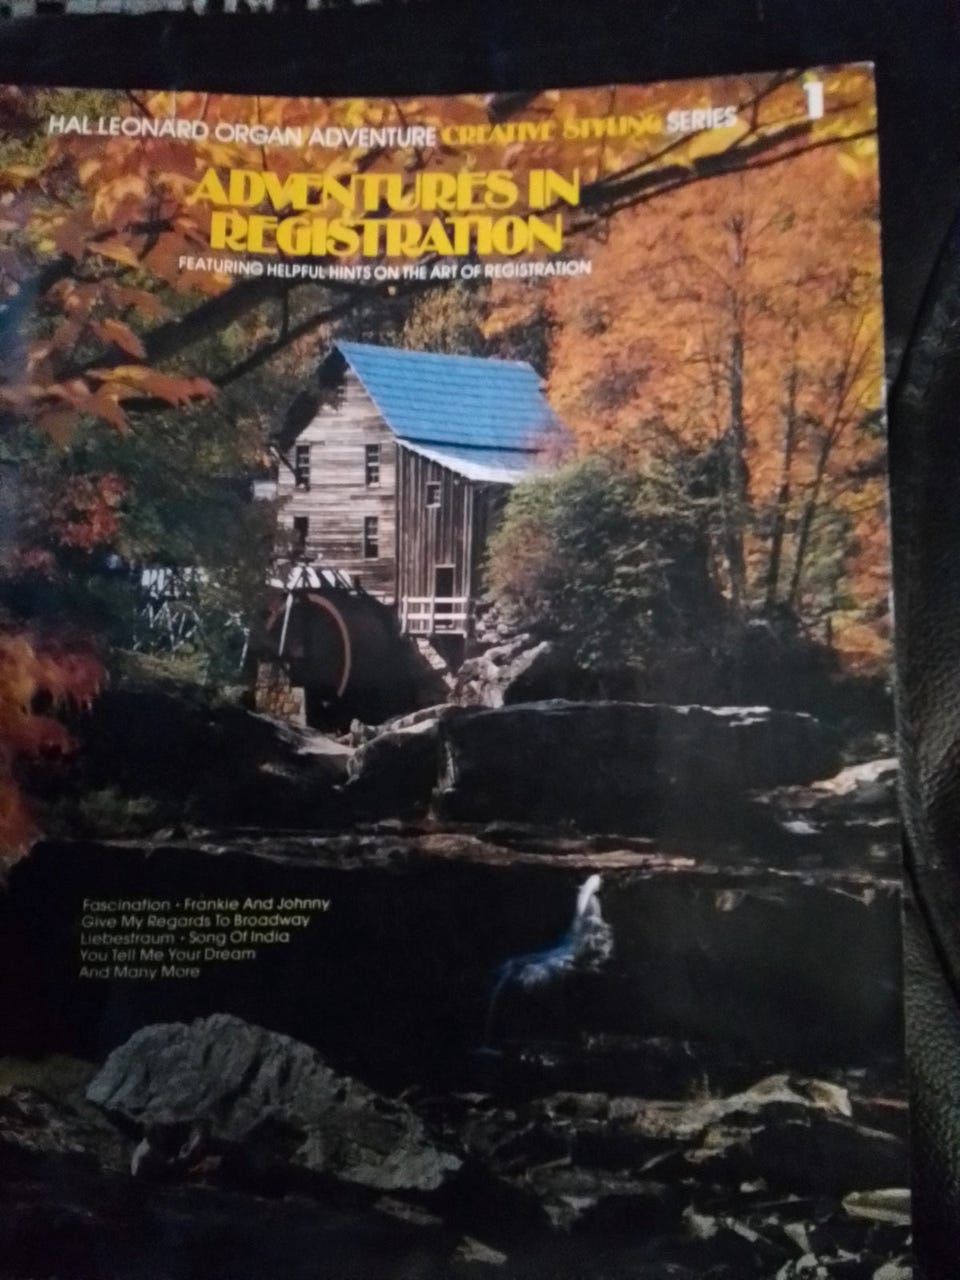 HAL LEONARD ORGAN ADVENTURE CREATIVE STYLING SERIES 1
ADVENTURES IN
REGISTRATION
FEATURING HELPFUL HINTS ON THE ART OF REGISTRATION
Fascination • Frankie And Johnny
Give My Regards To Broadway
Liebestraum • Song Of India
You Tell Me Your Dream
And Many More